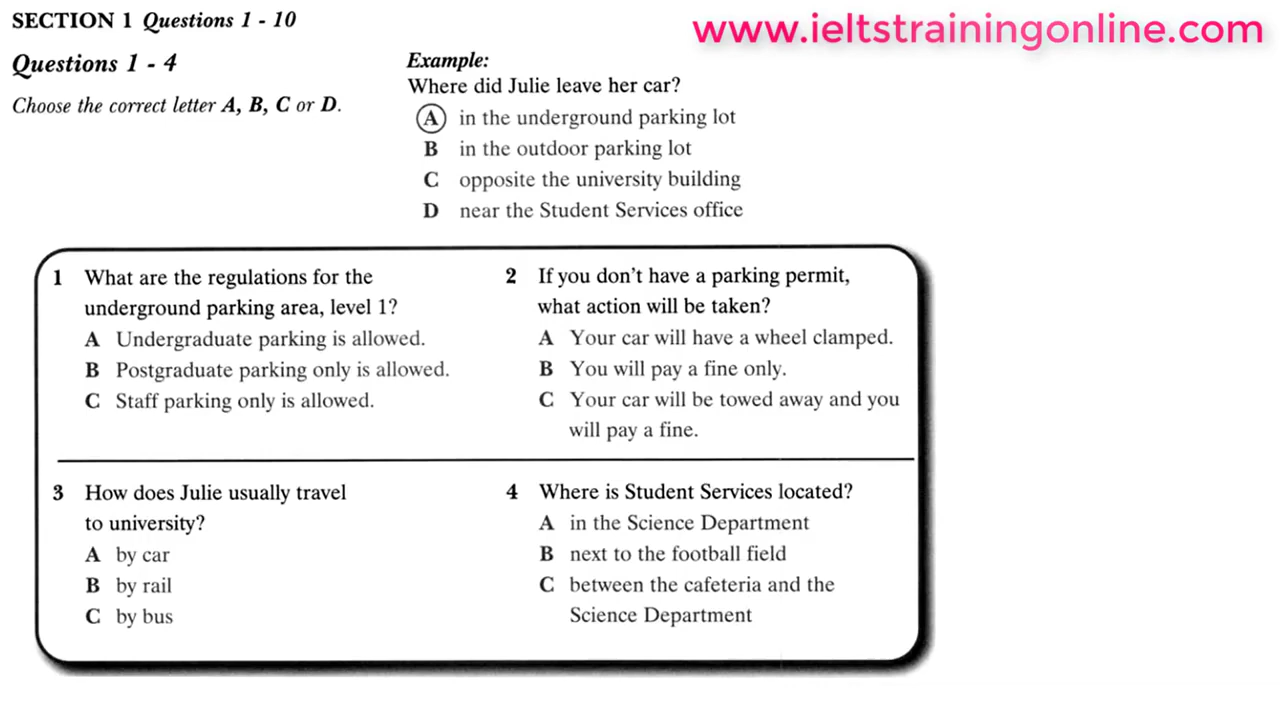 SECTION 1 Questions 1 - 10
www.ieltstrainingonline.com
Questions 1 - 4
Choose the correct letter A, B, C or D.
Example:
Where did Julie leave her car?
A in the underground parking lot
B in the outdoor parking lot
C opposite the university building
D near the Student Services office
1 What are the regulations for the
underground parking area, level 1?
A Undergraduate parking is allowed.
B Postgraduate parking only is allowed.
C Staff parking only is allowed.
2 If you don't have a parking permit,
what action will be taken?
A Your car will have a wheel clamped.
B You will pay a fine only.
C Your car will be towed away and you
will pay a fine.
3 How does Julie usually travel
to university?
A by car
B by rail
C by bus
4 Where is Student Services located?
A in the Science Department
B next to the football field
C between the cafeteria and the
Science Department